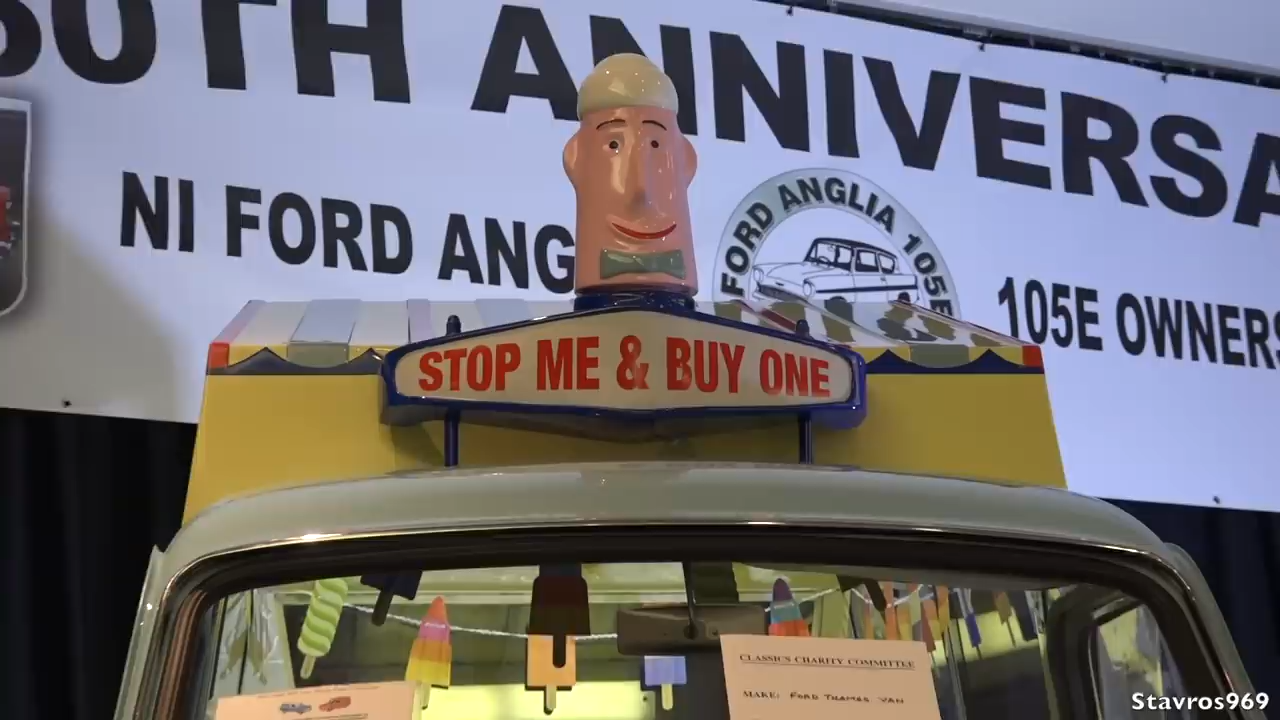 0TH ANNIVERSA
NI FORD ANG
FORD ANGLIA 105E
105E OWNERS
STOP ME & BUY ONE
CLASSICS CHARITY COMMITTEE
MAKE: FORD THAMES VAN
Stavros969